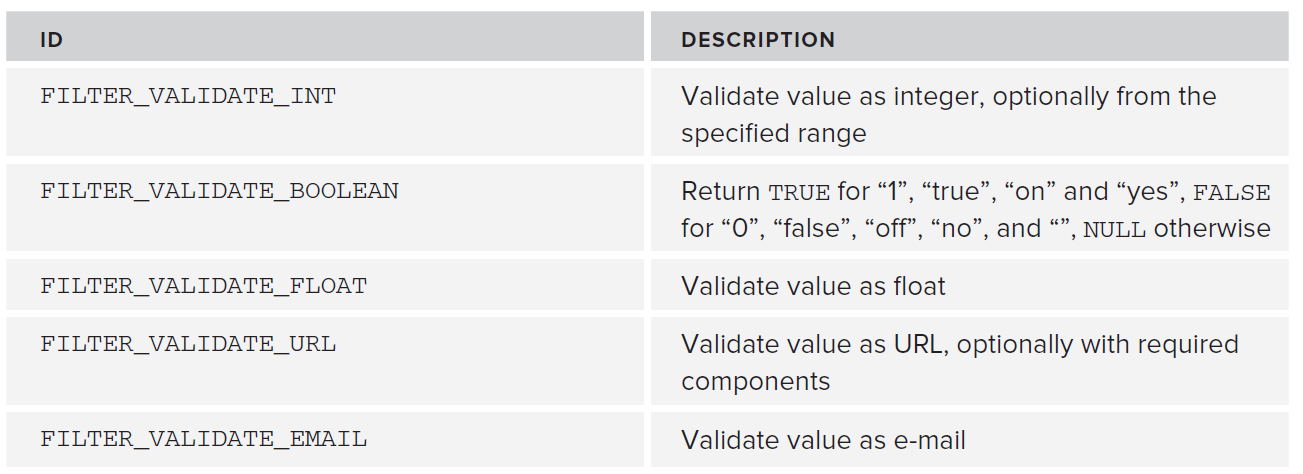 ID DESCRIPTION
FILTER_VALIDATE_INT Validate value as integer, optionally from the
specified range
FILTER_VALIDATE_BOOLEAN Return TRUE for “1”, “true”, “on” and “yes”, FALSE
for “0”, “false”, “off”, “no”, and “”, NULL otherwise
FILTER_VALIDATE_FLOAT Validate value as float
FILTER_VALIDATE_URL Validate value as URL, optionally with required
components
FILTER_VALIDATE_EMAIL Validate value as e-mail